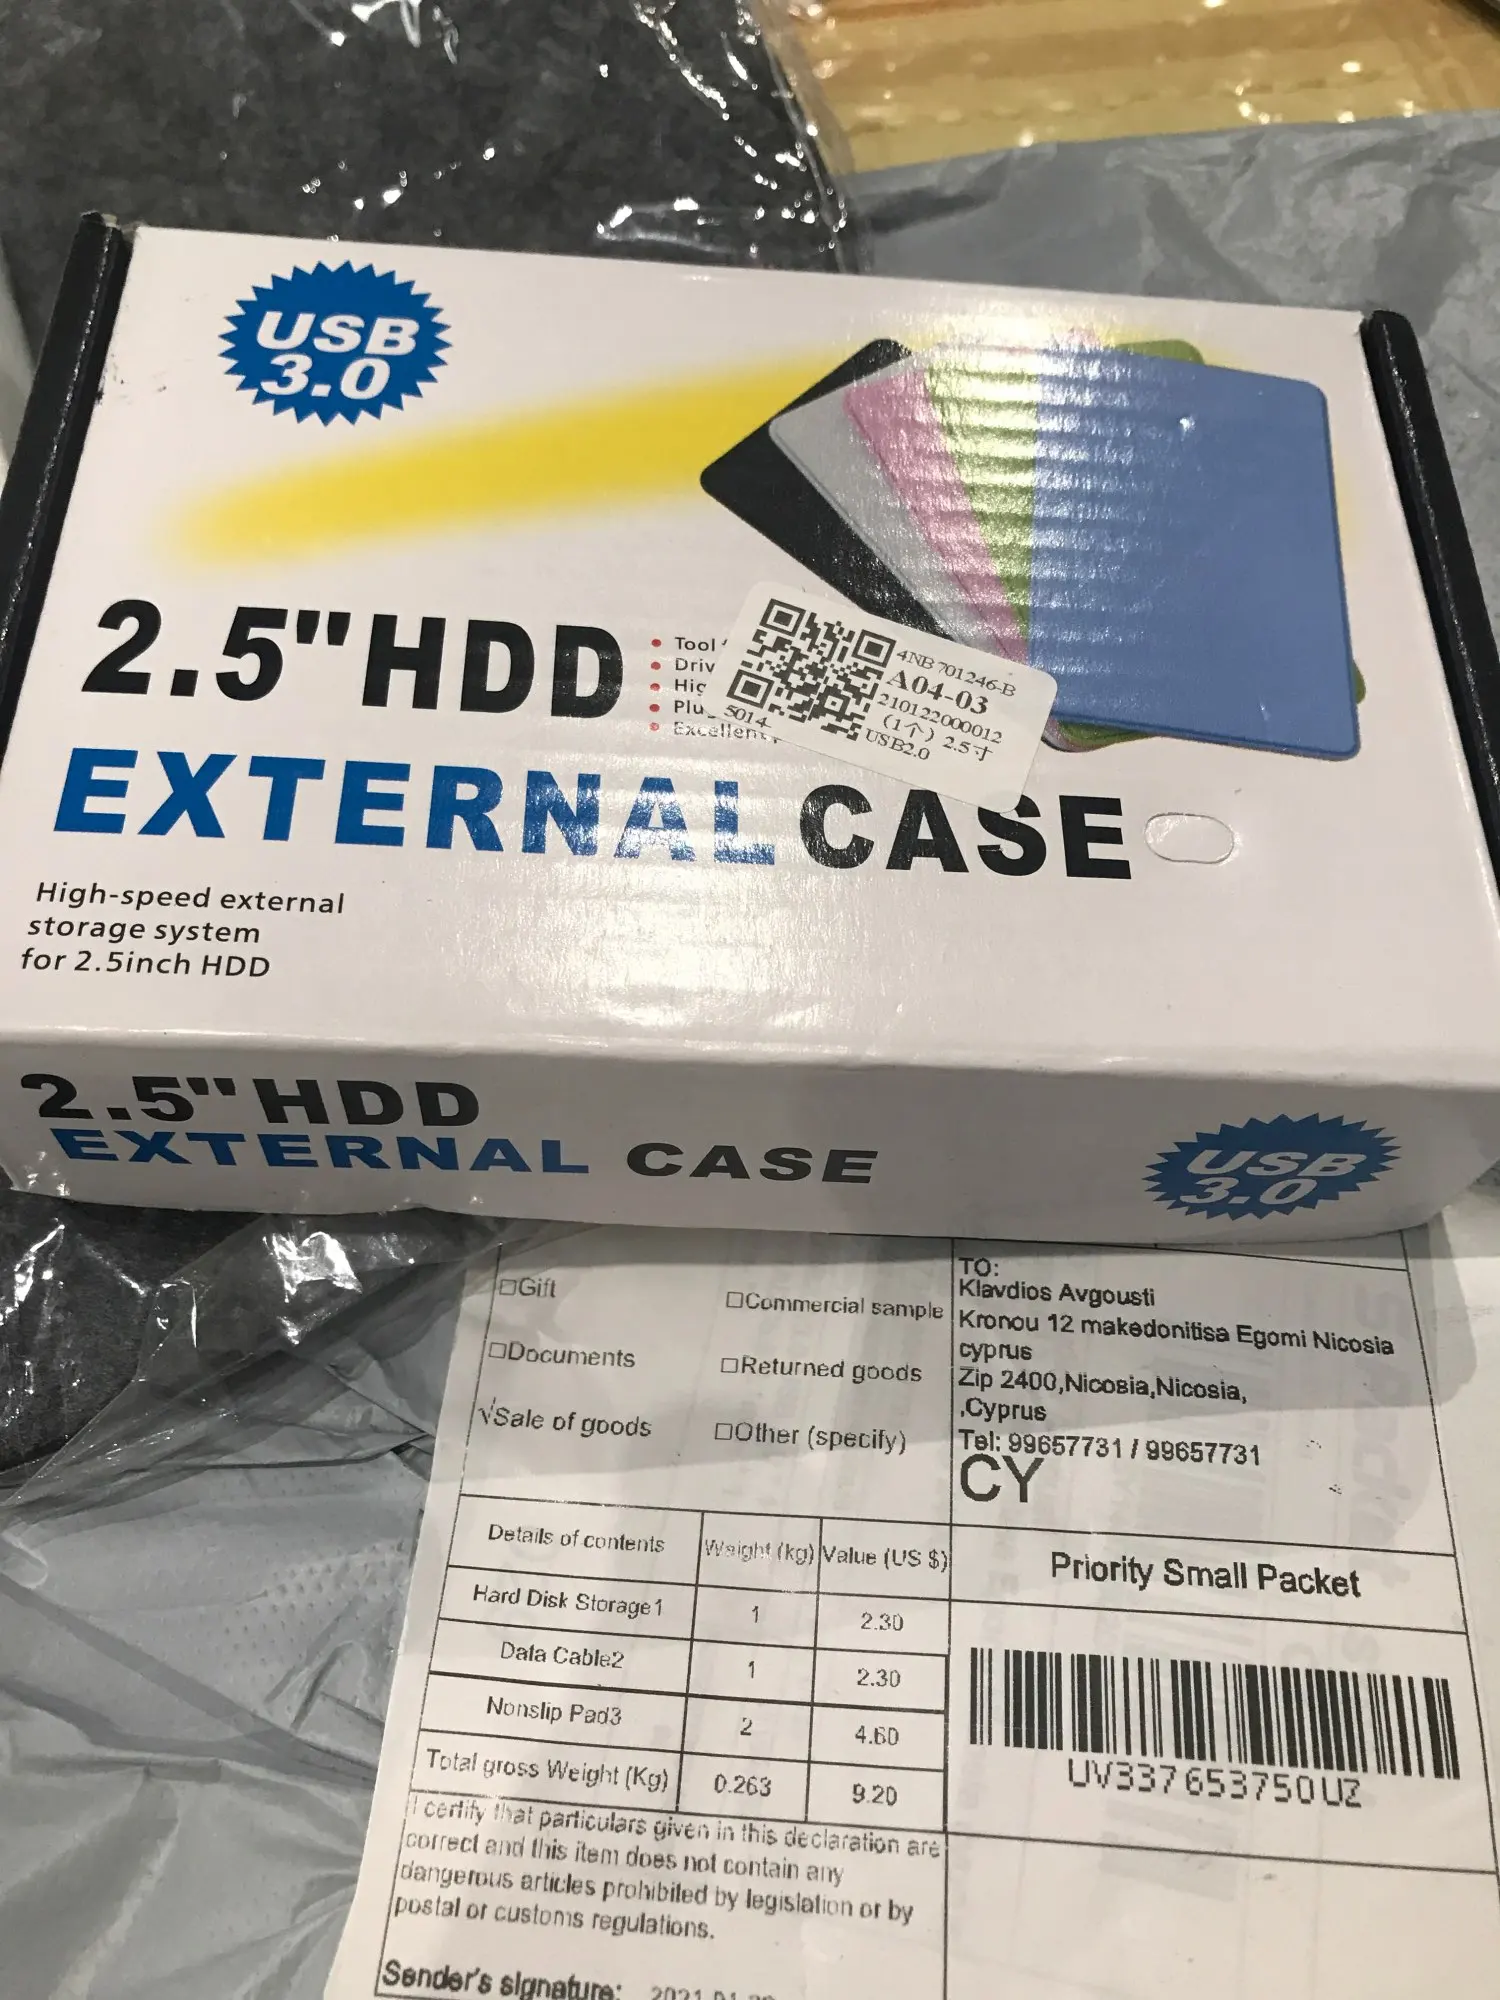 USB
3.0
2.5"HDD
Tool
4NB701246-B
A04-03
210122000012
(1个) 2.5寸
USB2.0
5014
EXTERNAL CASE
High-speed external
storage system
for 2.5inch HDD
2.5"HDD
EXTERNAL CASE
USB
3.0
□Gift
□Commercial sample
□Documents
□Returned goods
√Sale of goods
□Other (specify)
TO:
Klavdios Avgousti
Kronou 12 makedonitisa Egomi Nicosia
cyprus
Zip 2400,Nicosia,Nicosia,
,Cyprus
Tel: 99657731 / 99657731
CY
Details of contents Weight (kg) Value (US $)
Hard Disk Storage1 1 2.30
Data Cable2 1 2.30
Nonslip Pad3 2 4.60
Total gross Weight (Kg) 0.263 9.20
Priority Small Packet
UV337653750UZ
I certify that particulars given in this declaration are
correct and this item does not contain any
dangerous articles prohibited by legislation or by
postal or customs regulations.
Sender's signature: